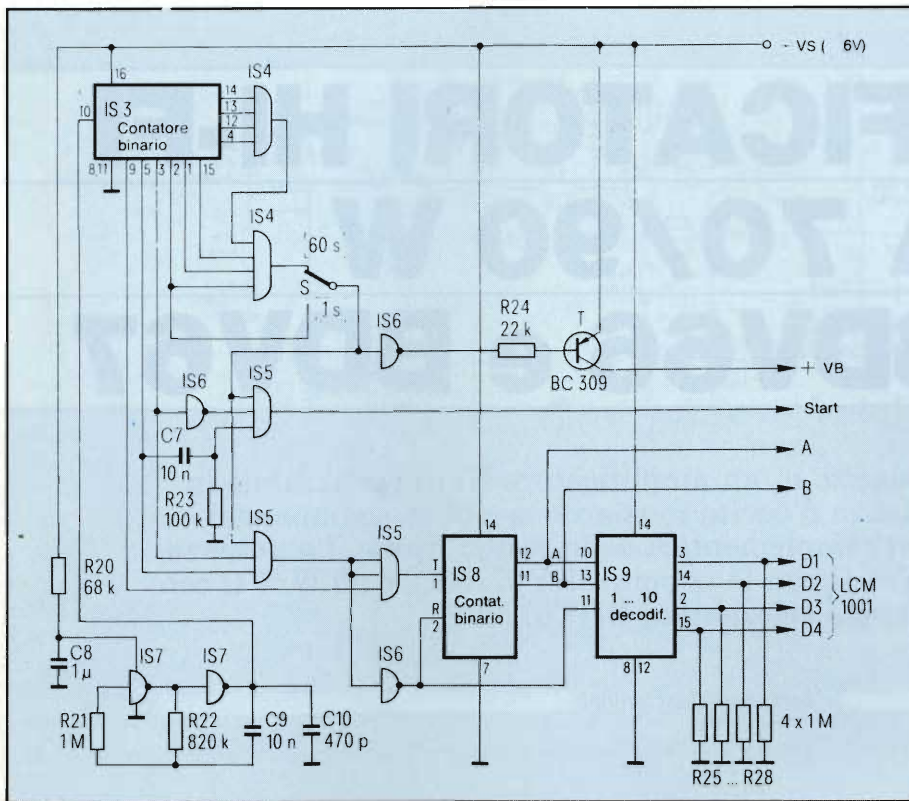 - VS ( 6V)
16
IS4
10
IS 3
Contatore
binario
14
13
12
4
8,11
9
5
3
2
1
15
IS4
60 s
S
1s
IS6
R24
22 k
T
BC 309
+ VB
IS6
IS5
Start
C7
10 n
A
R23
100 k
B
IS5
IS5
14
14
R20
68 k
T
1
12
A
10
11
B
13
3
D1
IS 8
IS 9
14
D2
LCM
1001
Contat.
binario
1 ... 10
decodif.
2
D3
R
2
15
D4
IS7
IS7
IS6
C8
1µ
7
8
12
R21
1 M
R22
820 k
C9
10 n
C10
470 p
4 x 1 M
R25 ... R28